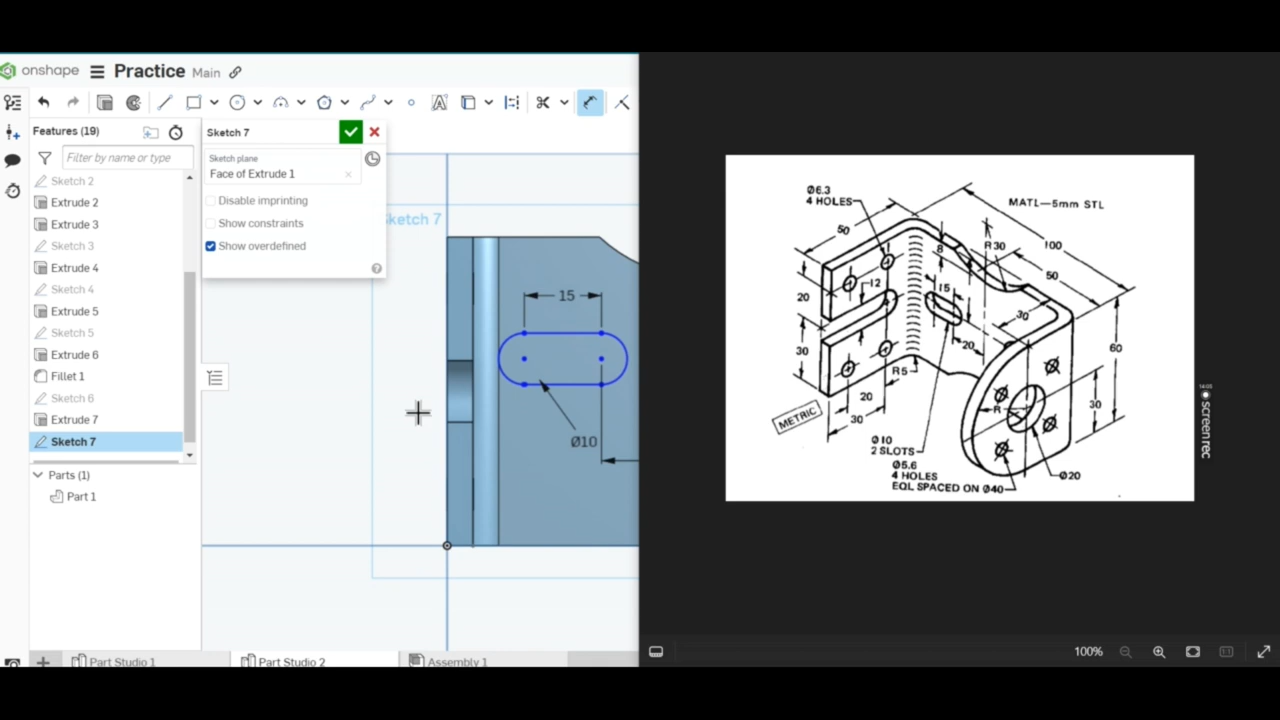 onshape Practice Main
Features (19)
Filter by name or type
Sketch 2
Extrude 2
Extrude 3
Sketch 3
Extrude 4
Sketch 4
Extrude 5
Sketch 5
Extrude 6
Fillet 1
Sketch 6
Extrude 7
Sketch 7
Parts (1)
Part 1
Sketch 7
Sketch plane
Face of Extrude 1
Disable imprinting
Show constraints
Show overdefined
Sketch 7
15
Ø10
Part Studio 1
Part Studio 2
Assembly 1
Ø6.3
4 HOLES
MATL—5mm STL
50
8
R30
100
50
20
12
15
30
30
20
60
R5
20
30
R
30
METRIC
Ø10
2 SLOTS
Ø5.6
4 HOLES
EQL SPACED ON Ø40
Ø20
screenrec
100%